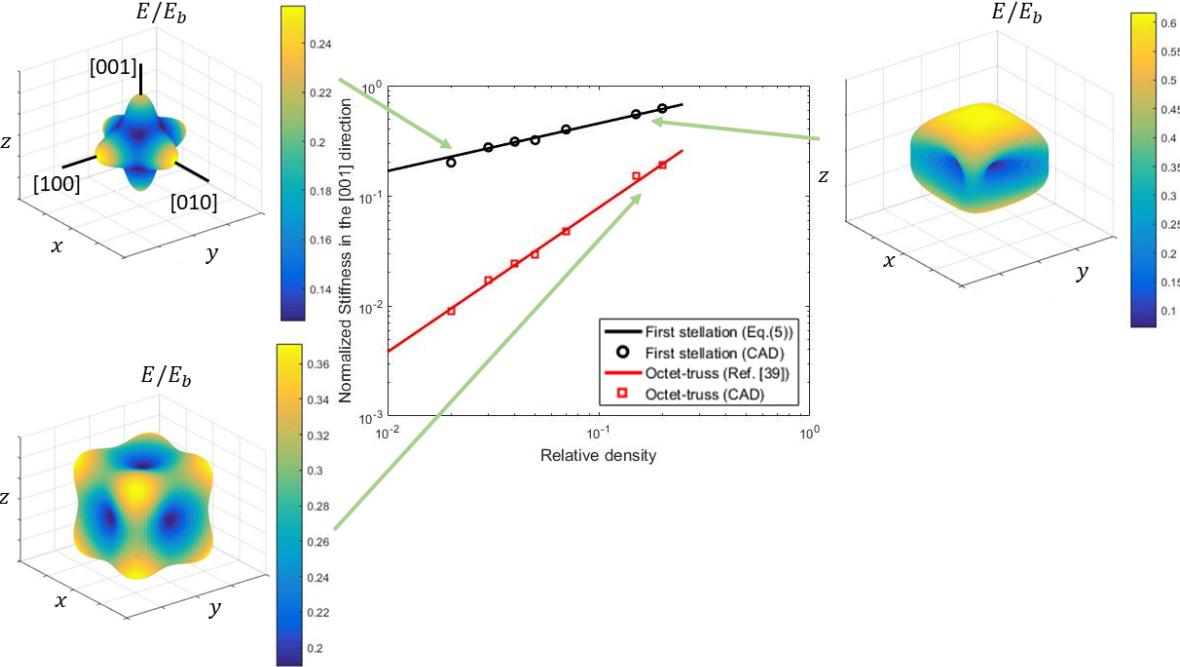 E/E_b
[001]
[100]
[010]
z
x
y
0.24
0.22
0.2
0.18
0.16
0.14
Normalized Stiffness in the [001] direction
10^0
10^-1
10^-2
10^-3
10^-2
10^-1
10^0
Relative density
First stellation (Eq.(5))
First stellation (CAD)
Octet-truss (Ref. [39])
Octet-truss (CAD)
E/E_b
z
x
y
0.6
0.55
0.5
0.45
0.4
0.35
0.3
0.25
0.2
0.15
0.1
E/E_b
z
x
y
0.36
0.34
0.32
0.3
0.28
0.26
0.24
0.22
0.2